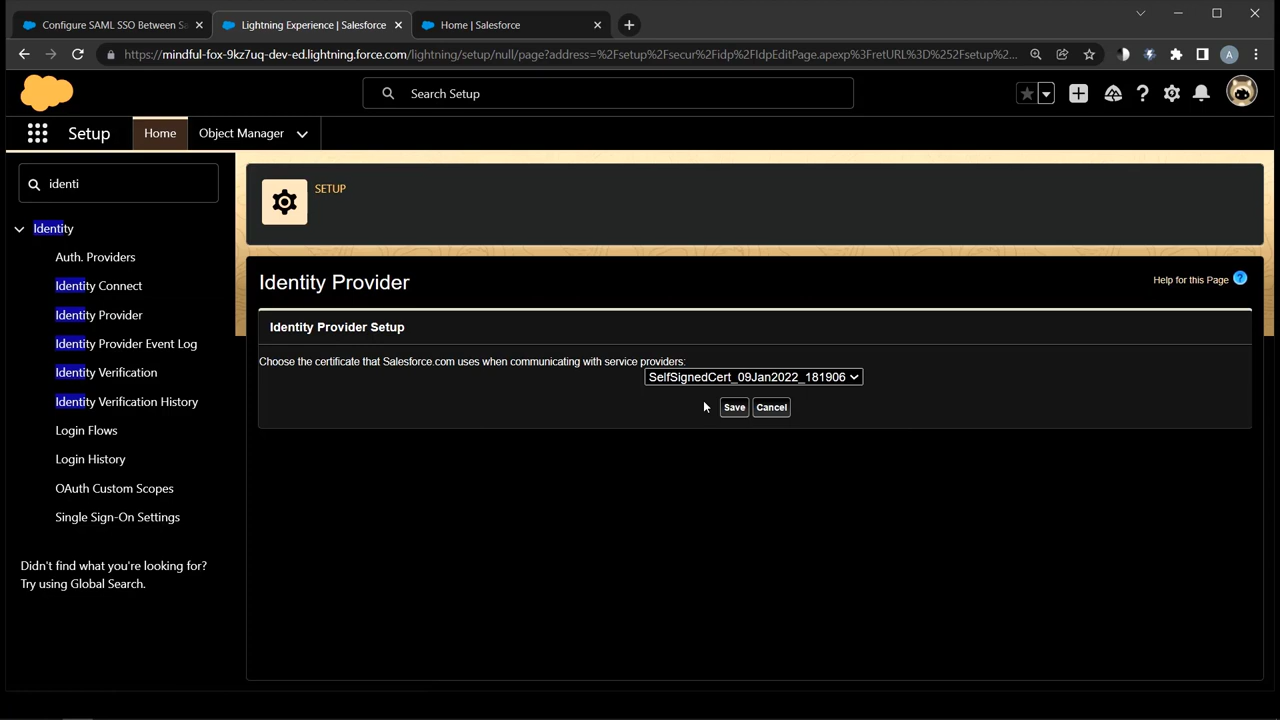 Configure SAML SSO Between S
Lightning Experience | Salesforce
Home | Salesforce
https://mindful-fox-9kz7uq-dev-ed.lightning.force.com/lightning/setup/null/page?address=%2Fsetup%2Fsecur%2Fidp%2FIdpEditPage.apexp%3FretURL%3D%252Fsetup%2...
A
Search Setup
Setup
Home
Object Manager
identi
SETUP
Identity
Auth. Providers
Identity Connect
Identity Provider
Identity Provider Event Log
Identity Verification
Identity Verification History
Login Flows
Login History
OAuth Custom Scopes
Single Sign-On Settings
Didn't find what you're looking for?
Try using Global Search.
Identity Provider
Help for this Page ?
Identity Provider Setup
Choose the certificate that Salesforce.com uses when communicating with service providers:
SelfSignedCert_09Jan2022_181906
Save Cancel